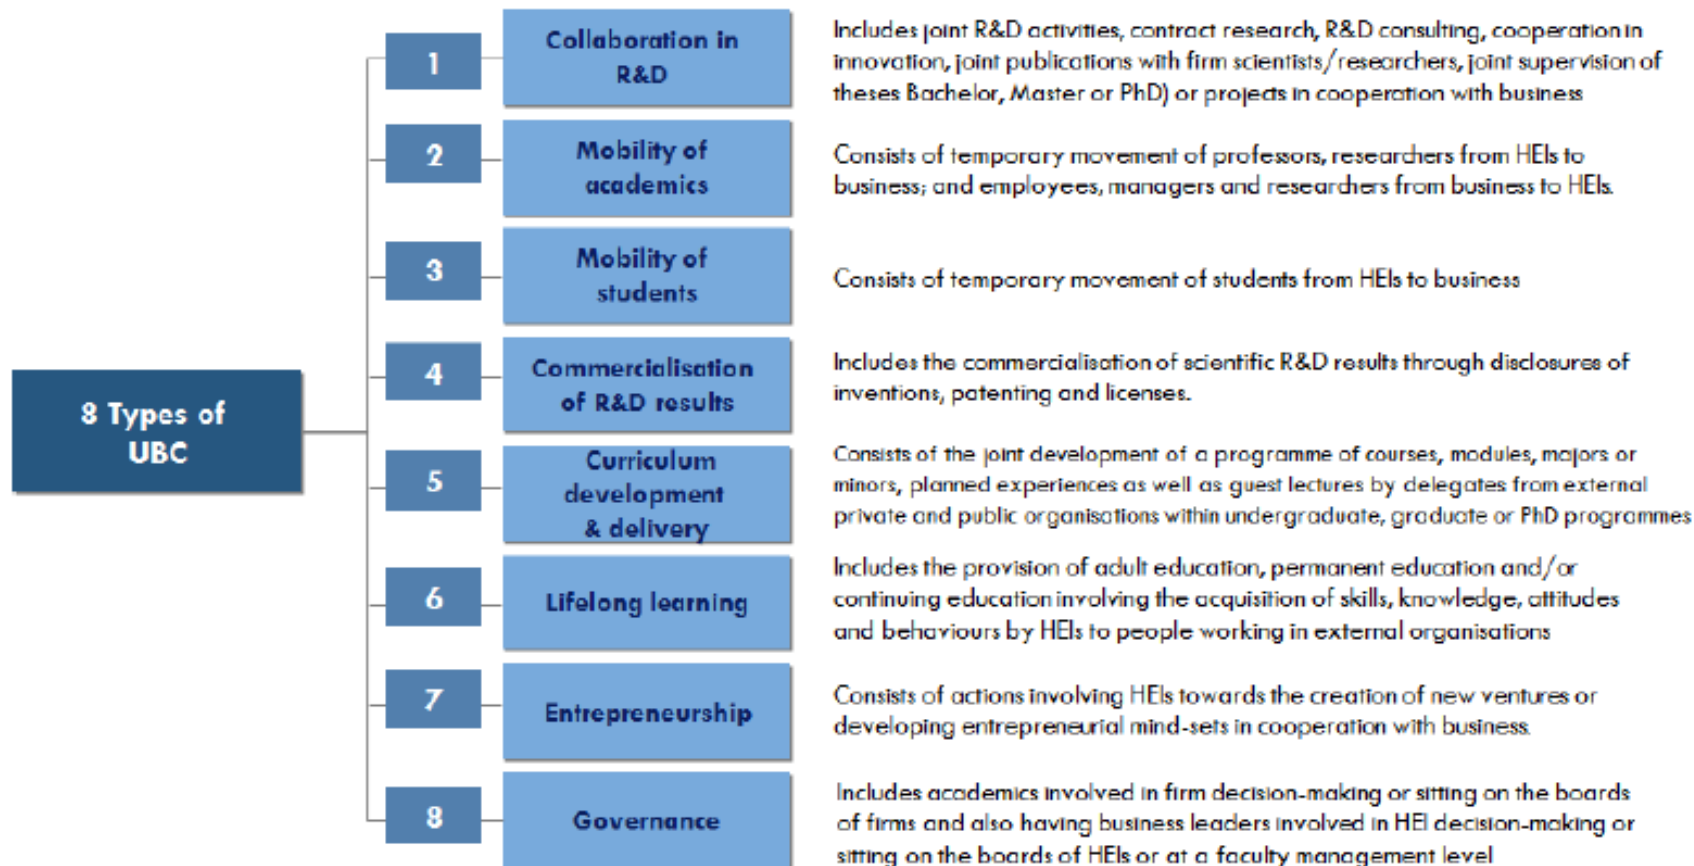 8 Types of
UBC
1
Collaboration in
R&D
Includes joint R&D activities, contract research, R&D consulting, cooperation in
innovation, joint publications with firm scientists/researchers, joint supervision of
theses Bachelor, Master or PhD) or projects in cooperation with business
2
Mobility of
academics
Consists of temporary movement of professors, researchers from HEIs to
business; and employees, managers and researchers from business to HEIs.
3
Mobility of
students
Consists of temporary movement of students from HEIs to business
4
Commercialisation
of R&D results
Includes the commercialisation of scientific R&D results through disclosures of
inventions, patenting and licenses.
5
Curriculum
development
& delivery
Consists of the joint development of a programme of courses, modules, majors or
minors, planned experiences as well as guest lectures by delegates from external
private and public organisations within undergraduate, graduate or PhD programmes
6
Lifelong learning
Includes the provision of adult education, permanent education and/or
continuing education involving the acquisition of skills, knowledge, attitudes
and behaviours by HEIs to people working in external organisations
7
Entrepreneurship
Consists of actions involving HEIs towards the creation of new ventures or
developing entrepreneurial mind-sets in cooperation with business.
8
Governance
Includes academics involved in firm decision-making or sitting on the boards
of firms and also having business leaders involved in HEI decision-making or
sitting on the boards of HEIs or at a faculty management level